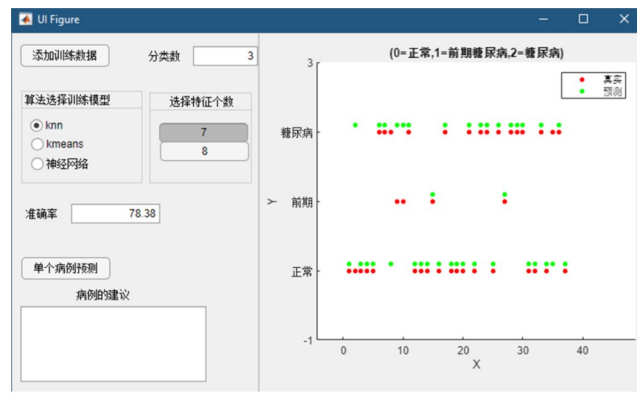 UI Figure
添加训练数据
分类数
3
算法选择训练模型
knn
kmeans
神经网络
选择特征个数
7
8
准确率
78.38
单个病例预测
病例的建议
(0=正常,1=前期糖尿病,2=糖尿病)
真实
预测
3
糖尿病
前期
正常
-1
Y
0 10 20 30 40
X